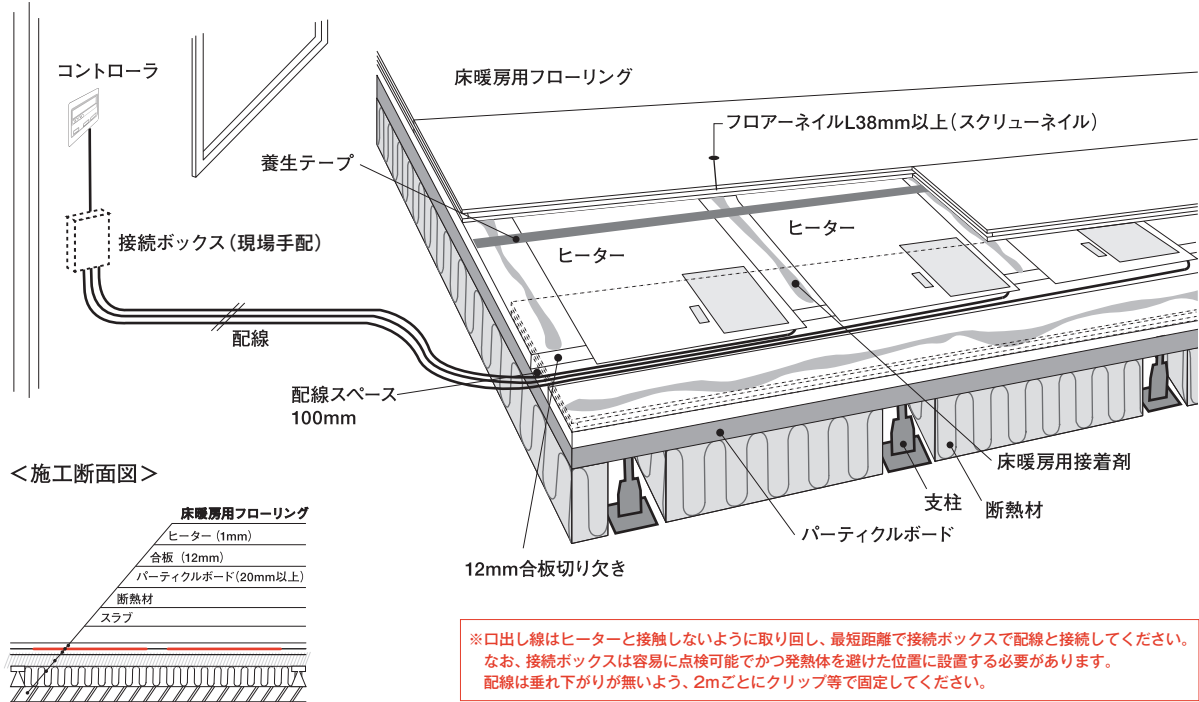 コントローラ
床暖房用フローリング
フロアーネイルL38mm以上(スクリューネイル)
養生テープ
ヒーター
ヒーター
接続ボックス(現場手配)
配線
配線スペース
100mm
床暖房用接着剤
支柱
断熱材
パーティクルボード
12mm合板切り欠き
<施工断面図>
床暖房用フローリング
ヒーター(1mm)
合板(12mm)
パーティクルボード(20mm以上)
断熱材
スラブ
※口出し線はヒーターと接触しないように取り回し、最短距離で接続ボックスで配線と接続してください。
なお、接続ボックスは容易に点検可能でかつ発熱体を避けた位置に設置する必要があります。
配線は垂れ下がりが無いよう、2mごとにクリップ等で固定してください。